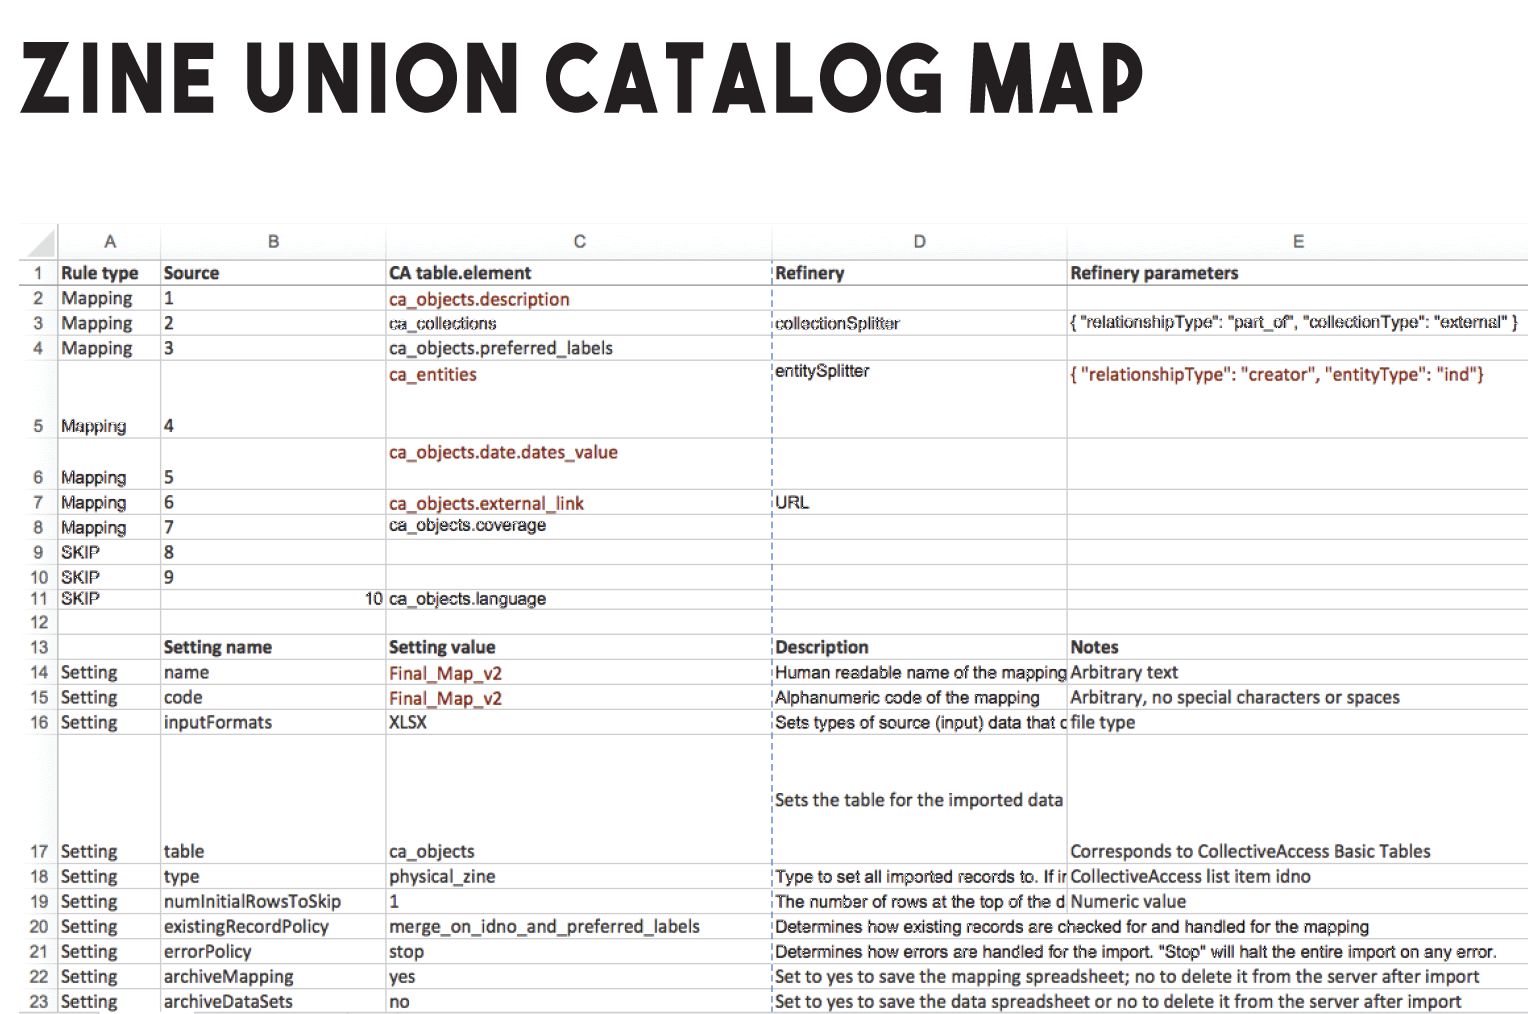 ZINE UNION CATALOG MAP
A B C D E
1 Rule type Source CA table.element Refinery Refinery parameters
2 Mapping 1 ca_objects.description
3 Mapping 2 ca_collections collectionSplitter { "relationshipType": "part_of", "collectionType": "external" }
4 Mapping 3 ca_objects.preferred_labels
5 Mapping 4 ca_entities entitySplitter { "relationshipType": "creator", "entityType": "ind"}
6 Mapping 5 ca_objects.date.dates_value
7 Mapping 6 ca_objects.external_link URL
8 Mapping 7 ca_objects.coverage
9 SKIP 8
10 SKIP 9
11 SKIP 10 ca_objects.language
12
13 Setting name Setting value Description Notes
14 Setting name Final_Map_v2 Human readable name of the mapping Arbitrary text
15 Setting code Final_Map_v2 Alphanumeric code of the mapping Arbitrary, no special characters or spaces
16 Setting inputFormats XLSX Sets types of source (input) data that c file type
17 Setting table ca_objects Sets the table for the imported data Corresponds to CollectiveAccess Basic Tables
18 Setting type physical_zine Type to set all imported records to. If ir CollectiveAccess list item idno
19 Setting numInitialRowsToSkip 1 The number of rows at the top of the d Numeric value
20 Setting existingRecordPolicy merge_on_idno_and_preferred_labels Determines how existing records are checked for and handled for the mapping
21 Setting errorPolicy stop Determines how errors are handled for the import. "Stop" will halt the entire import on any error.
22 Setting archiveMapping yes Set to yes to save the mapping spreadsheet; no to delete it from the server after import
23 Setting archiveDataSets no Set to yes to save the data spreadsheet or no to delete it from the server after import